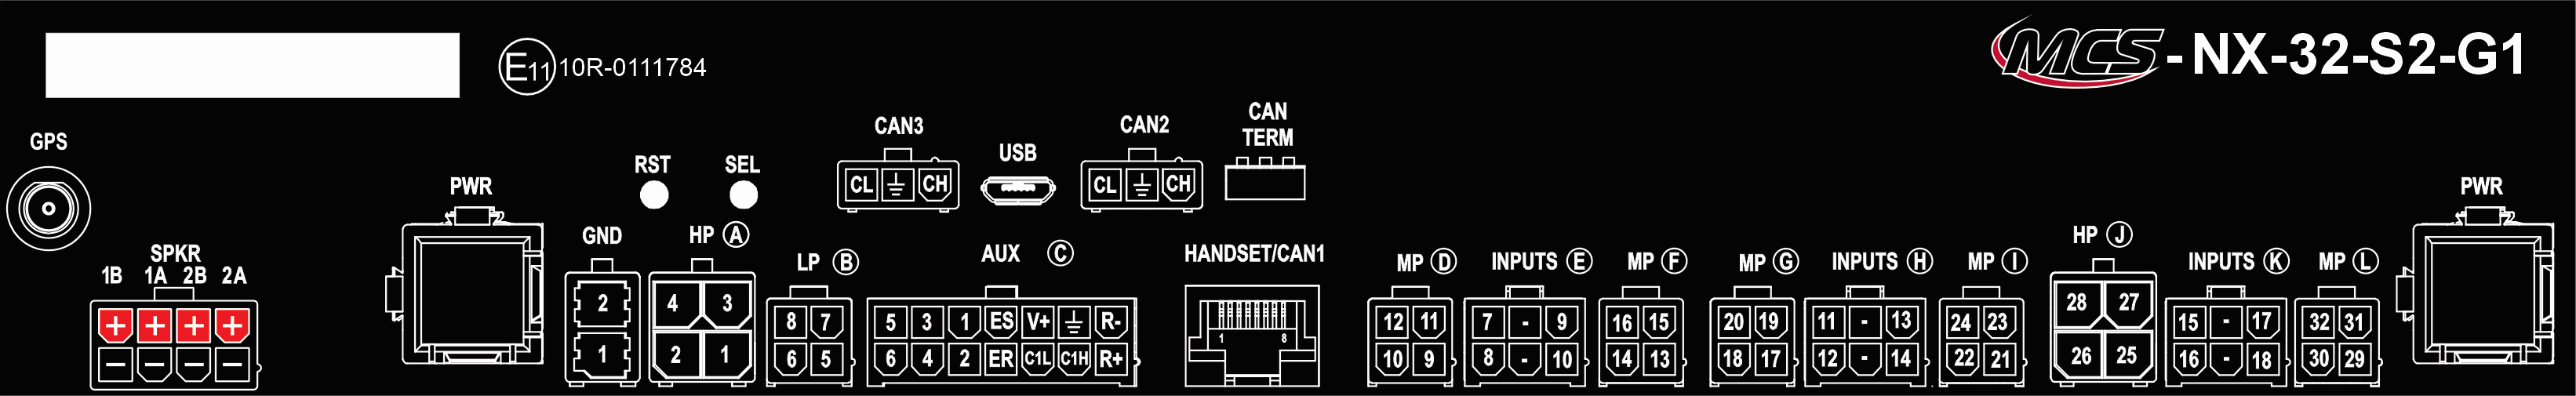 E11 10R-0111784
MCS-NX-32-S2-G1
GPS
SPKR
1B 1A 2B 2A
+ + + +
- - - -
PWR
RST
SEL
GND
2
1
HP A
4 3
2 1
LP B
8 7
6 5
CAN3
CL CH
USB
CAN2
CL CH
CAN
TERM
AUX C
5 3 1 ES V+ R-
6 4 2 ER C1L C1H R+
HANDSET/CAN1
1 8
MP D
12 11
10 9
INPUTS E
7 - 9
8 - 10
MP F
16 15
14 13
MP G
20 19
18 17
INPUTS H
11 - 13
12 - 14
MP I
24 23
22 21
HP J
28 27
26 25
INPUTS K
15 - 17
16 - 18
MP L
32 31
30 29
PWR